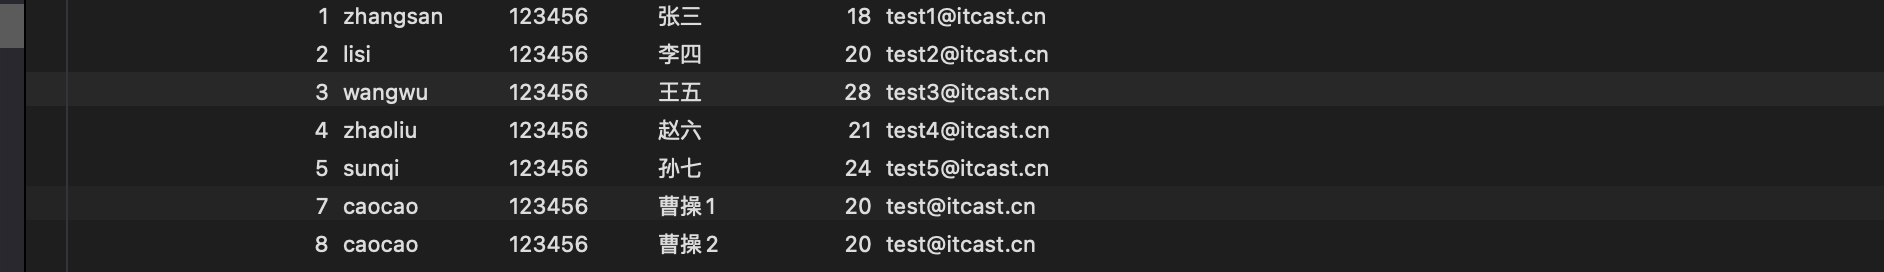 1 zhangsan 123456 张三 18 test1@itcast.cn
2 lisi 123456 李四 20 test2@itcast.cn
3 wangwu 123456 王五 28 test3@itcast.cn
4 zhaoliu 123456 赵六 21 test4@itcast.cn
5 sunqi 123456 孙七 24 test5@itcast.cn
7 caocao 123456 曹操1 20 test@itcast.cn
8 caocao 123456 曹操2 20 test@itcast.cn